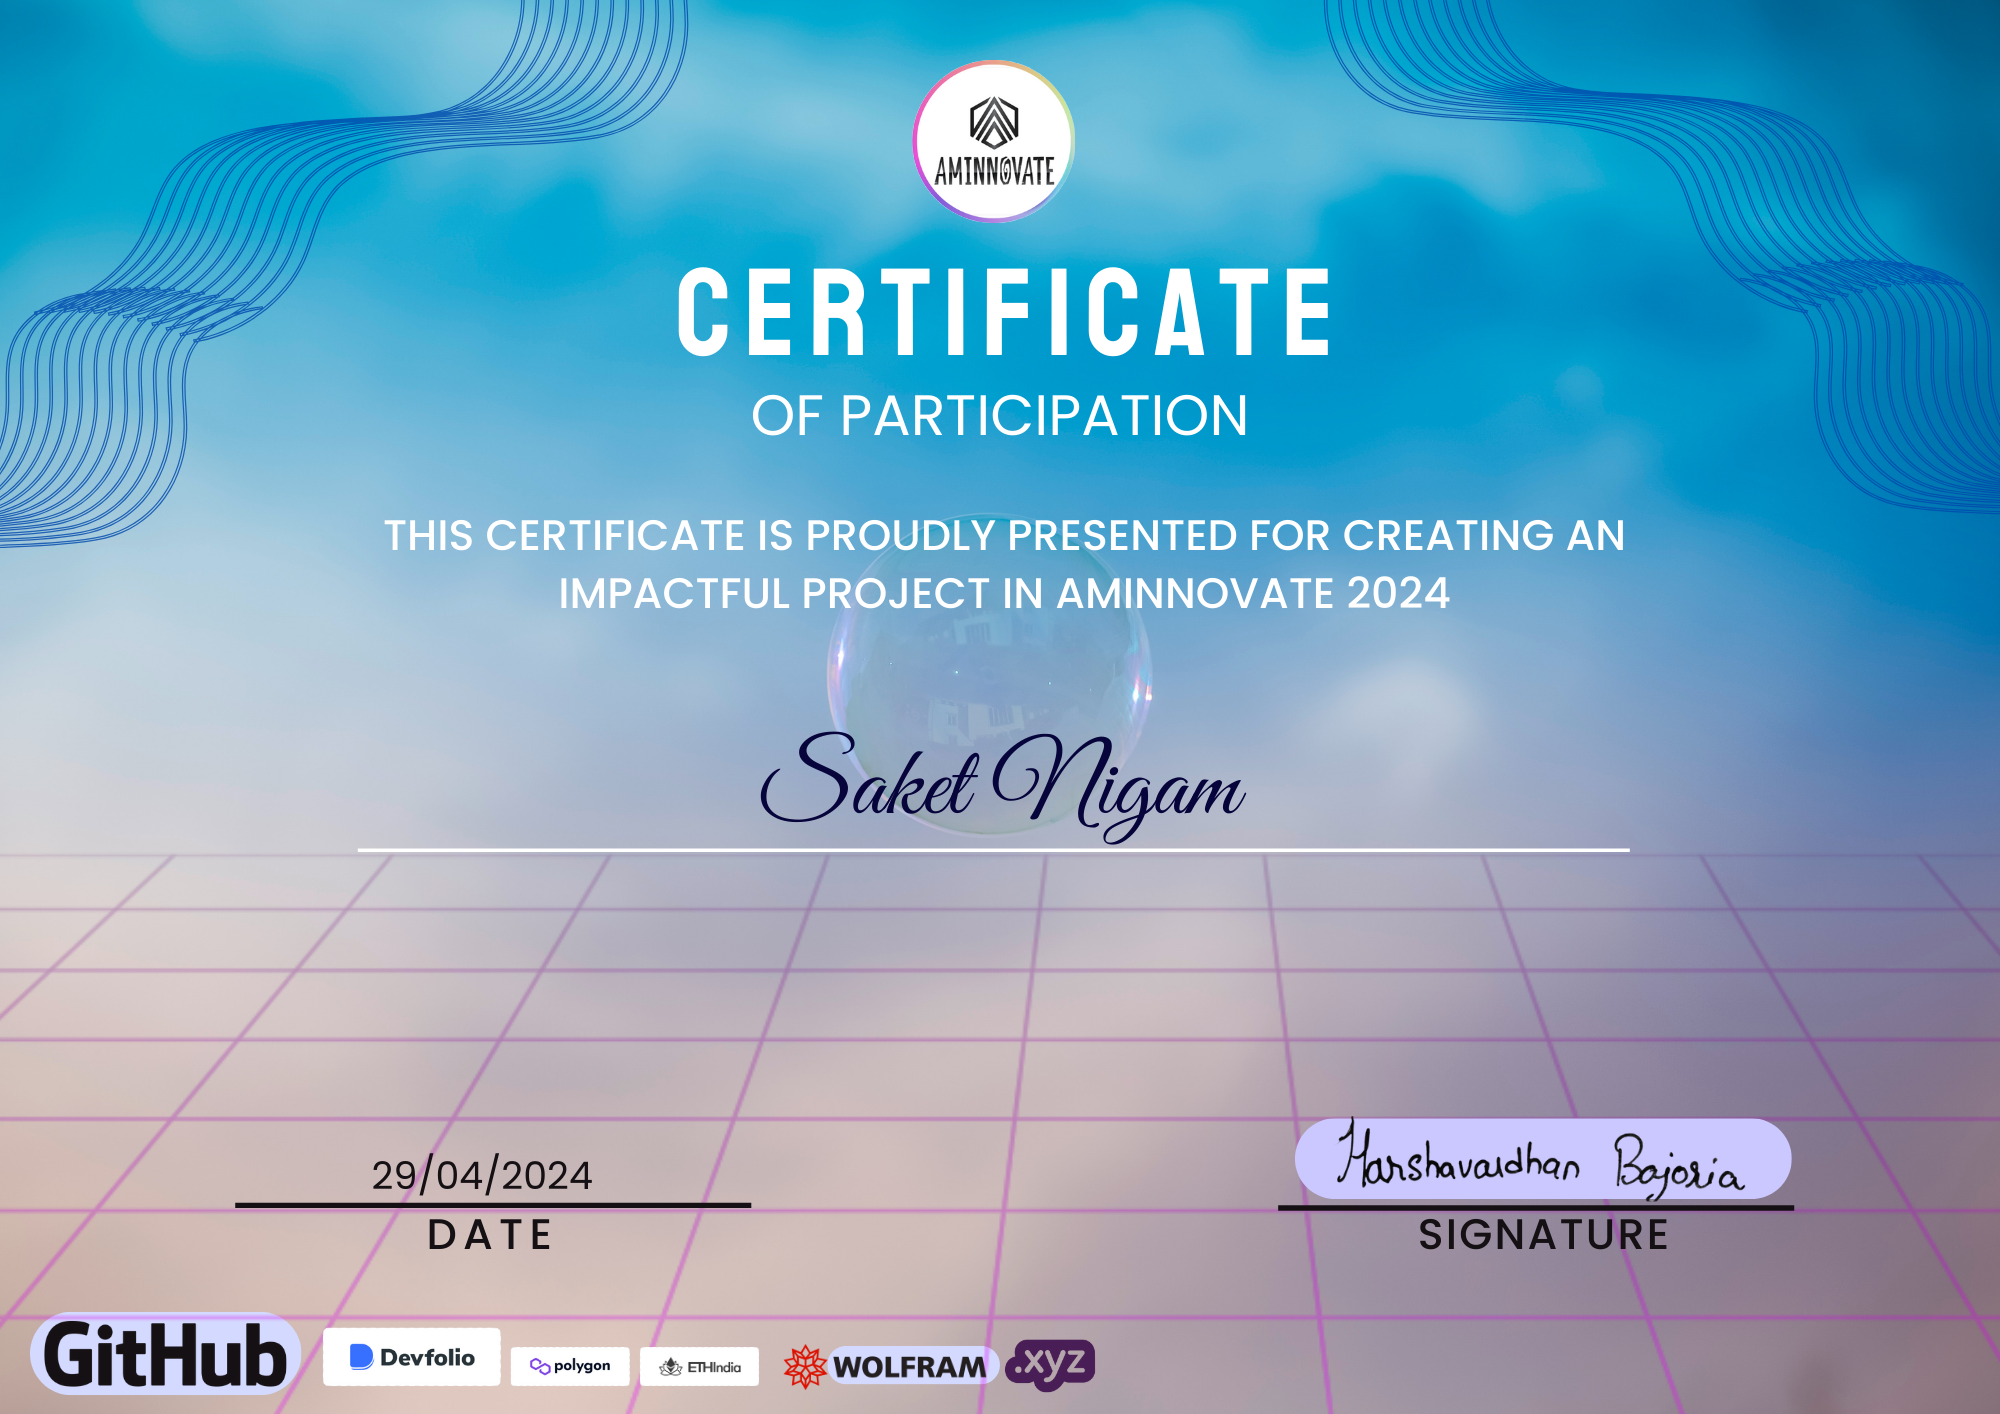 AMINNOVATE
CERTIFICATE
OF PARTICIPATION
THIS CERTIFICATE IS PROUDLY PRESENTED FOR CREATING AN
IMPACTFUL PROJECT IN AMINNOVATE 2024
Saket Nigam
29/04/2024
DATE
Harshavardhan Bajoria
SIGNATURE
GitHub
Devfolio
polygon
ETHIndia
WOLFRAM
.xyz